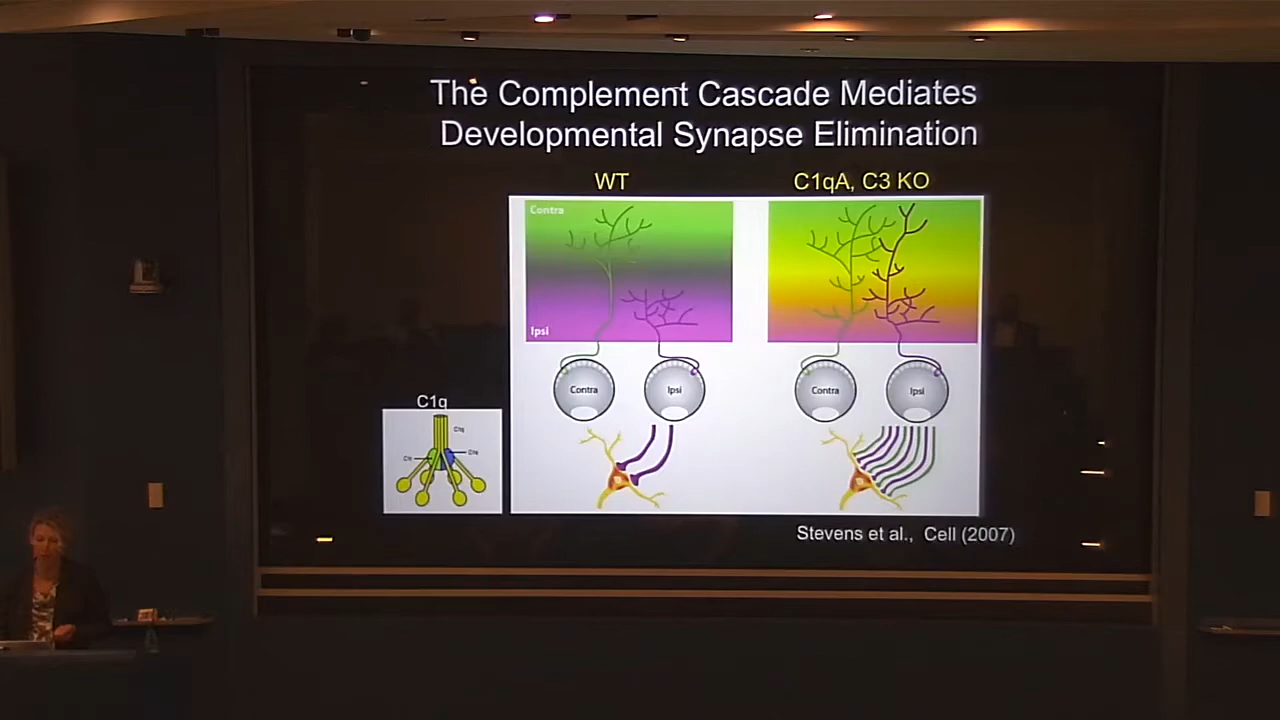 The Complement Cascade Mediates
Developmental Synapse Elimination
WT
C1qA, C3 KO
Contra
Ipsi
Contra
Ipsi
Contra
Ipsi
C1q
C1q
Stevens et al., Cell (2007)